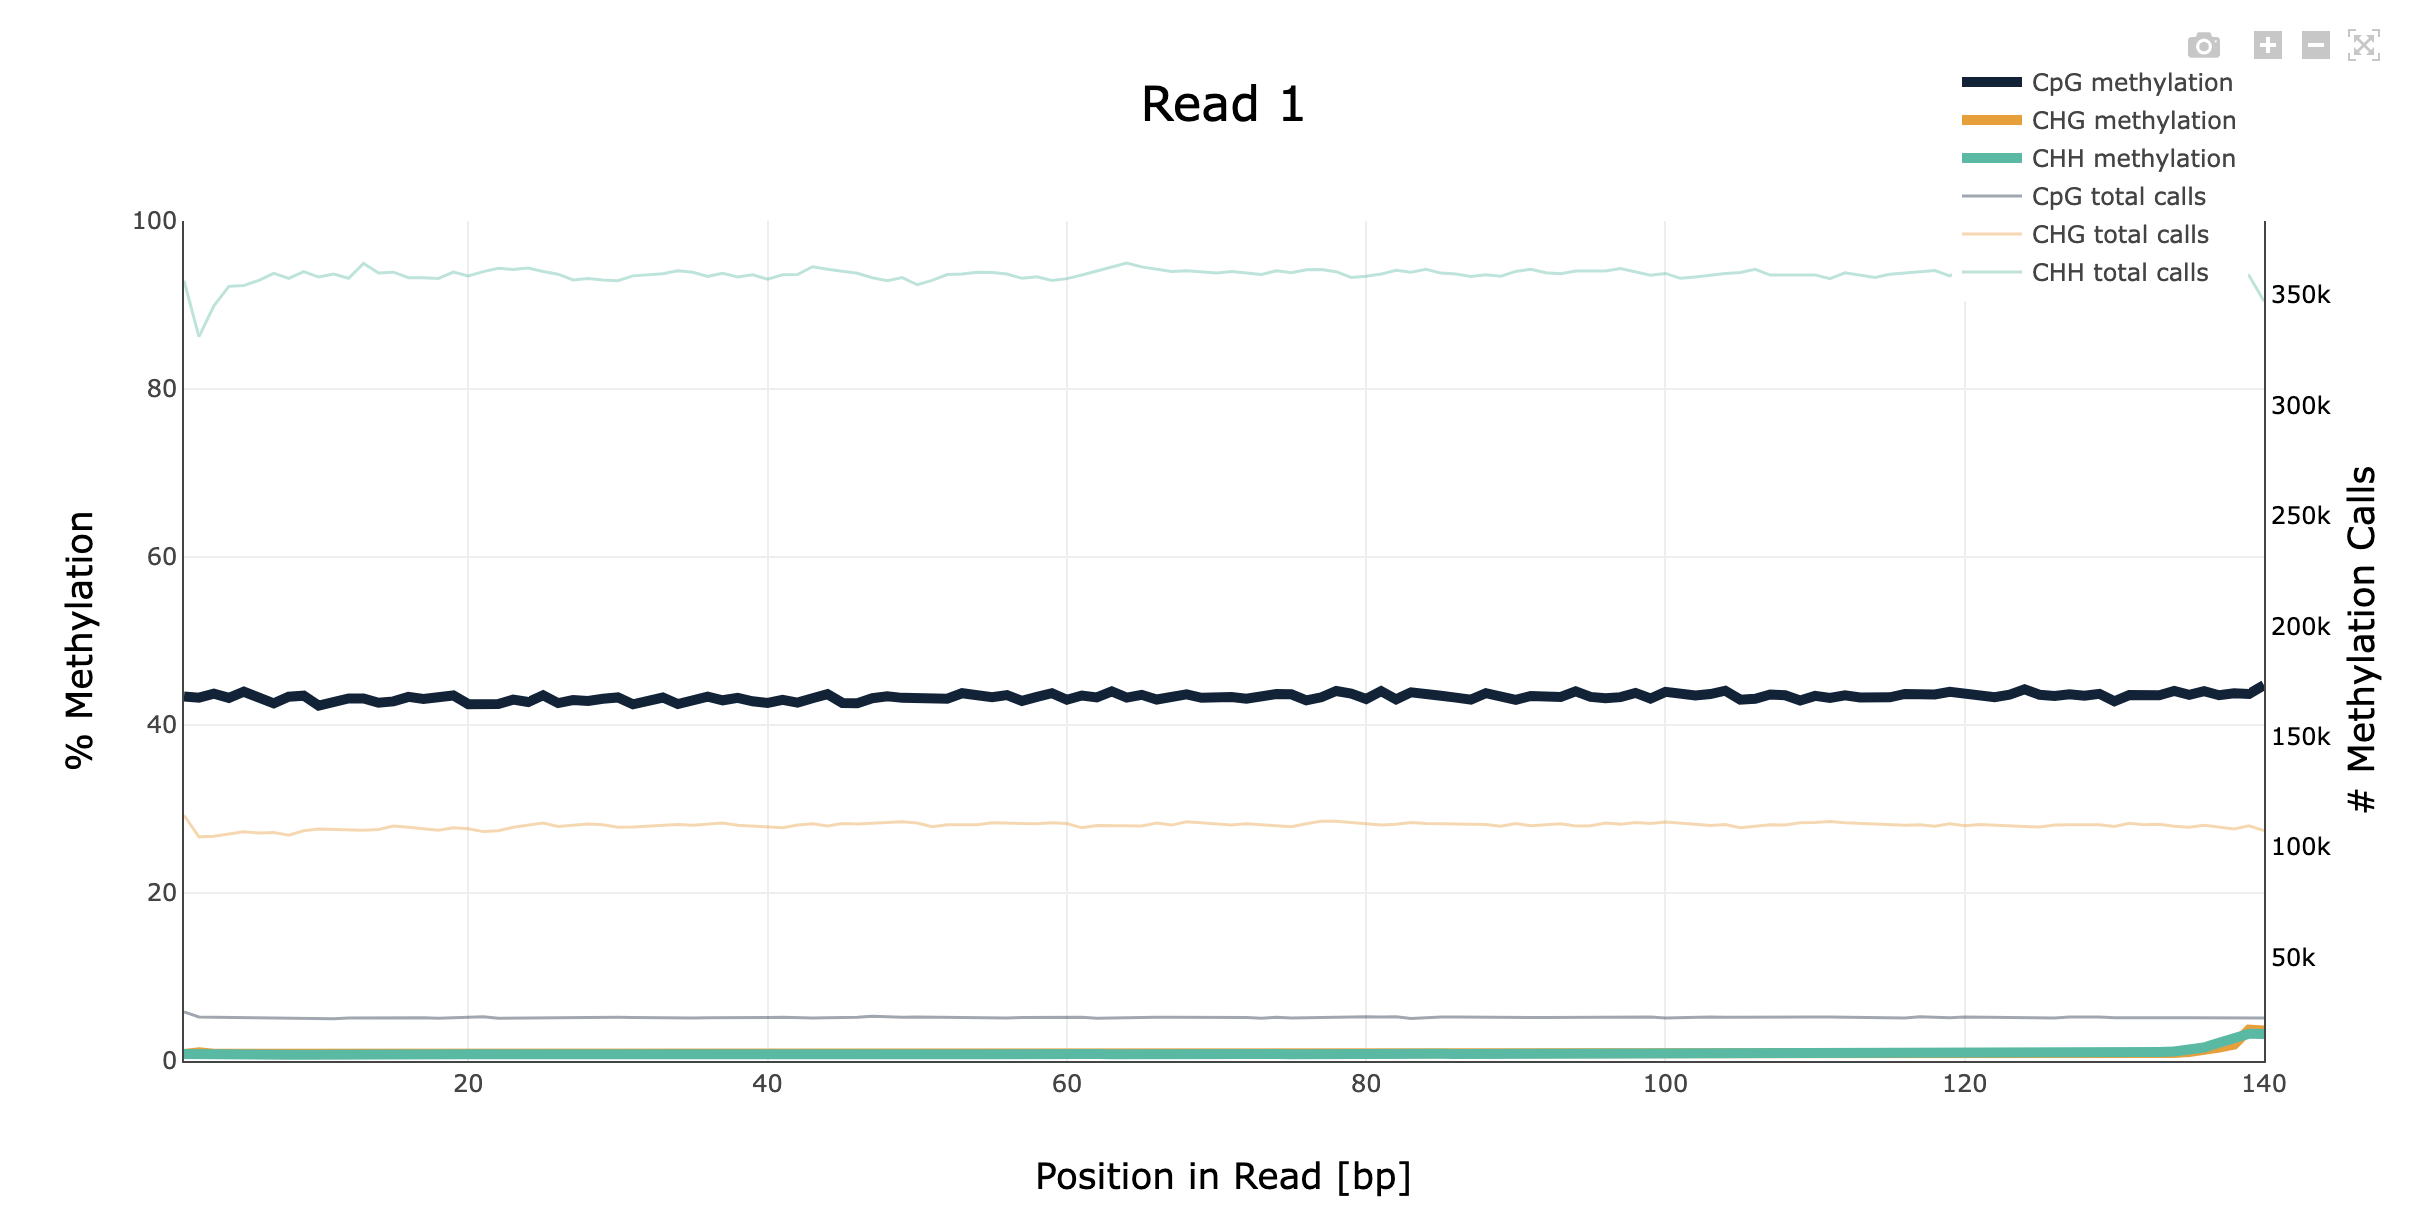 Read 1
CpG methylation
CHG methylation
CHH methylation
CpG total calls
CHG total calls
CHH total calls
100
80
60
40
20
0
% Methylation
350k
300k
250k
200k
150k
100k
50k
# Methylation Calls
20 40 60 80 100 120 140
Position in Read [bp]